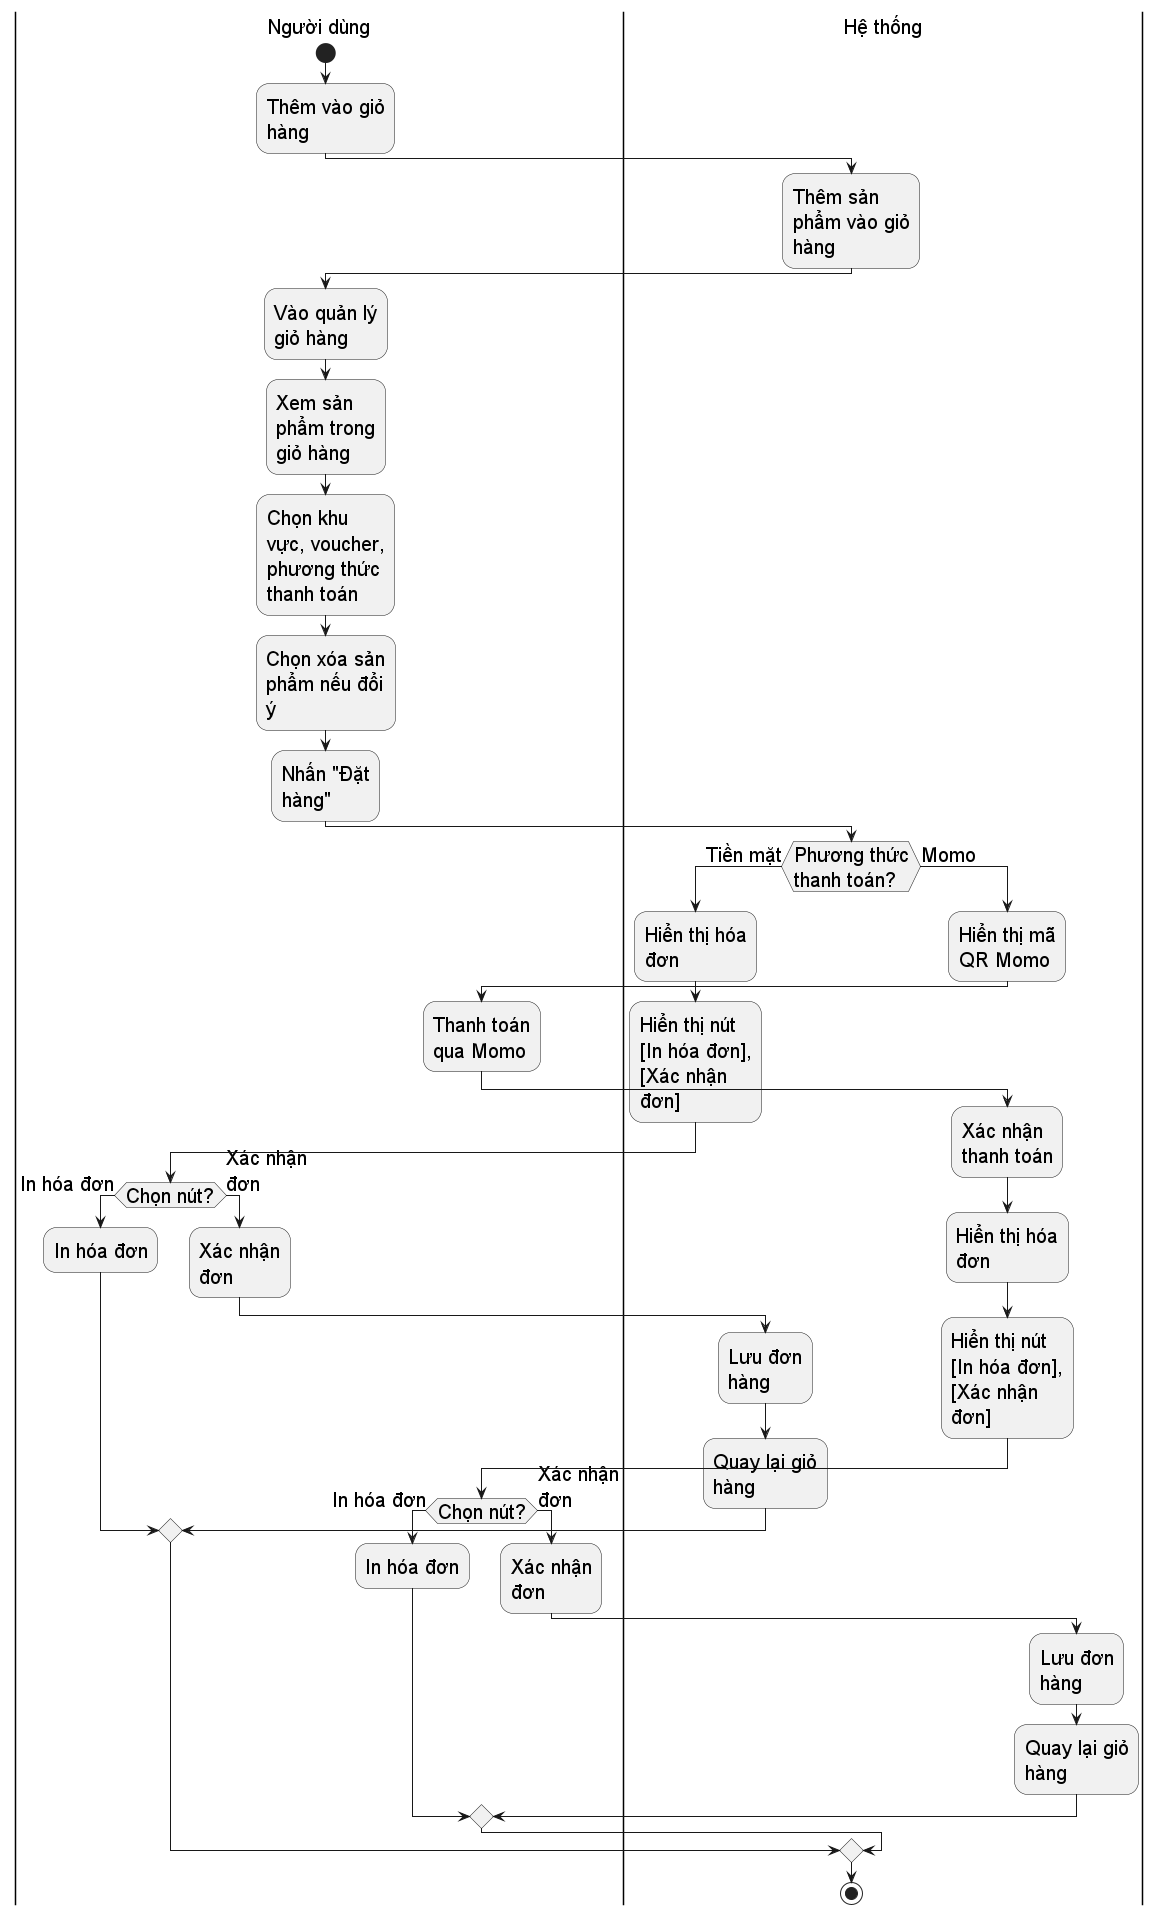 Người dùng
Hệ thống
Thêm vào giỏ
hàng
Thêm sản
phẩm vào giỏ
hàng
Vào quản lý
giỏ hàng
Xem sản
phẩm trong
giỏ hàng
Chọn khu
vực, voucher,
phương thức
thanh toán
Chọn xóa sản
phẩm nếu đổi
ý
Nhấn "Đặt
hàng"
Tiền mặt
Phương thức
thanh toán?
Momo
Hiển thị hóa
đơn
Hiển thị mã
QR Momo
Thanh toán
qua Momo
Hiển thị nút
[In hóa đơn],
[Xác nhận
đơn]
Xác nhận
thanh toán
In hóa đơn
Chọn nút?
Xác nhận
đơn
In hóa đơn
Xác nhận
đơn
Hiển thị hóa
đơn
Lưu đơn
hàng
Hiển thị nút
[In hóa đơn],
[Xác nhận
đơn]
Quay lại giỏ
hàng
In hóa đơn
Chọn nút?
Xác nhận
đơn
In hóa đơn
Xác nhận
đơn
Lưu đơn
hàng
Quay lại giỏ
hàng